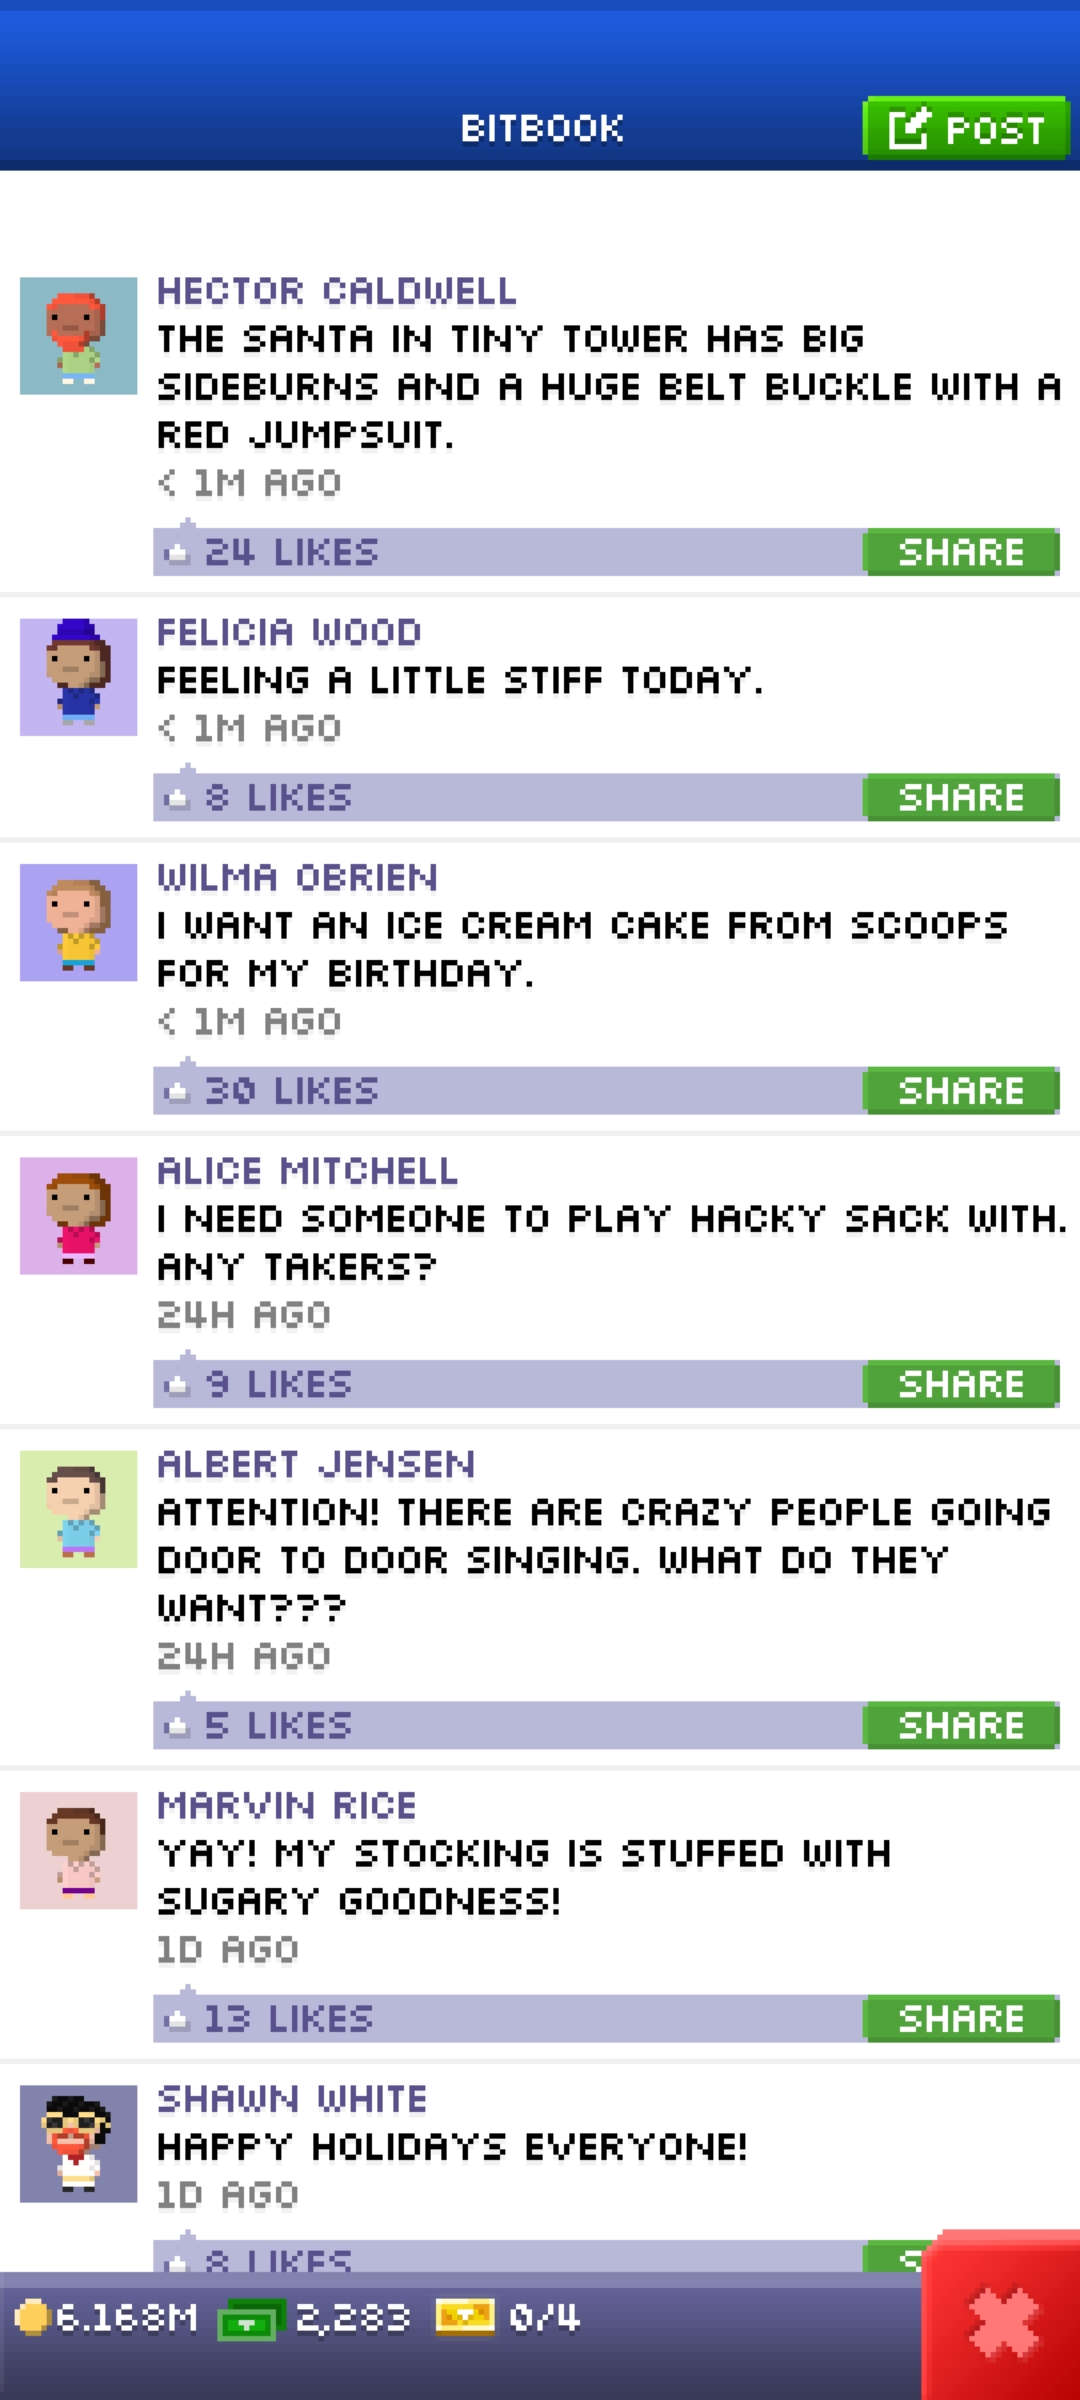 BITBOOK
POST
HECTOR CALDWELL
THE SANTA IN TINY TOWER HAS BIG
SIDEBURNS AND A HUGE BELT BUCKLE WITH A
RED JUMPSUIT.
< 1M AGO
24 LIKES
SHARE
FELICIA WOOD
FEELING A LITTLE STIFF TODAY.
< 1M AGO
8 LIKES
SHARE
WILMA OBRIEN
I WANT AN ICE CREAM CAKE FROM SCOOPS
FOR MY BIRTHDAY.
< 1M AGO
30 LIKES
SHARE
ALICE MITCHELL
I NEED SOMEONE TO PLAY HACKY SACK WITH.
ANY TAKERS?
24H AGO
9 LIKES
SHARE
ALBERT JENSEN
ATTENTION! THERE ARE CRAZY PEOPLE GOING
DOOR TO DOOR SINGING. WHAT DO THEY
WANT???
24H AGO
5 LIKES
SHARE
MARVIN RICE
YAY! MY STOCKING IS STUFFED WITH
SUGARY GOODNESS!
1D AGO
13 LIKES
SHARE
SHAWN WHITE
HAPPY HOLIDAYS EVERYONE!
1D AGO
8 LIKES
6.168M 2,283 0/4